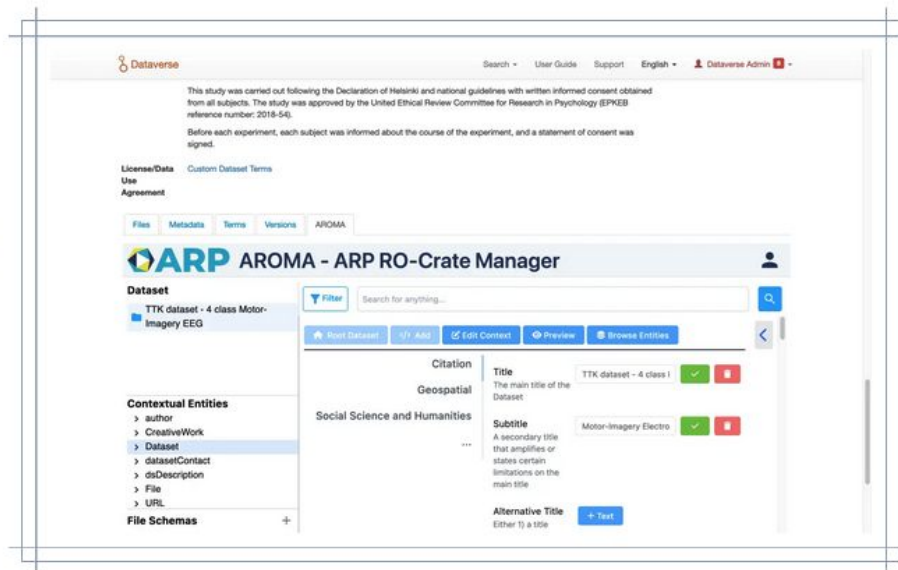 Dataverse
Search User Guide Support English Dataverse Admin 8
This study was carried out following the Declaration of Helsinki and national guidelines with written informed consent obtained
from all subjects. The study was approved by the United Ethical Review Committee for Research in Psychology (EPKEB
reference number: 2018-54).
Before each experiment, each subject was informed about the course of the experiment, and a statement of consent was
signed.
License/Data
Use
Agreement
Custom Dataset Terms
Files Metadata Terms Versions AROMA
ARP AROMA - ARP RO-Crate Manager
Dataset
TTK dataset - 4 class Motor-
Imagery EEG
Contextual Entities
> author
> CreativeWork
> Dataset
> datasetContact
> dsDescription
> File
> URL
File Schemas +
Filter Search for anything...
Root Dataset </> Add Edit Context Preview Browse Entities
Citation
Geospatial
Social Science and Humanities
...
Title
The main title of the
Dataset
TTK dataset - 4 class I
Subtitle
A secondary title
that amplifies or
states certain
limitations on the
main title
Motor-Imagery Electro
Alternative Title
Either 1) a title
+ Text